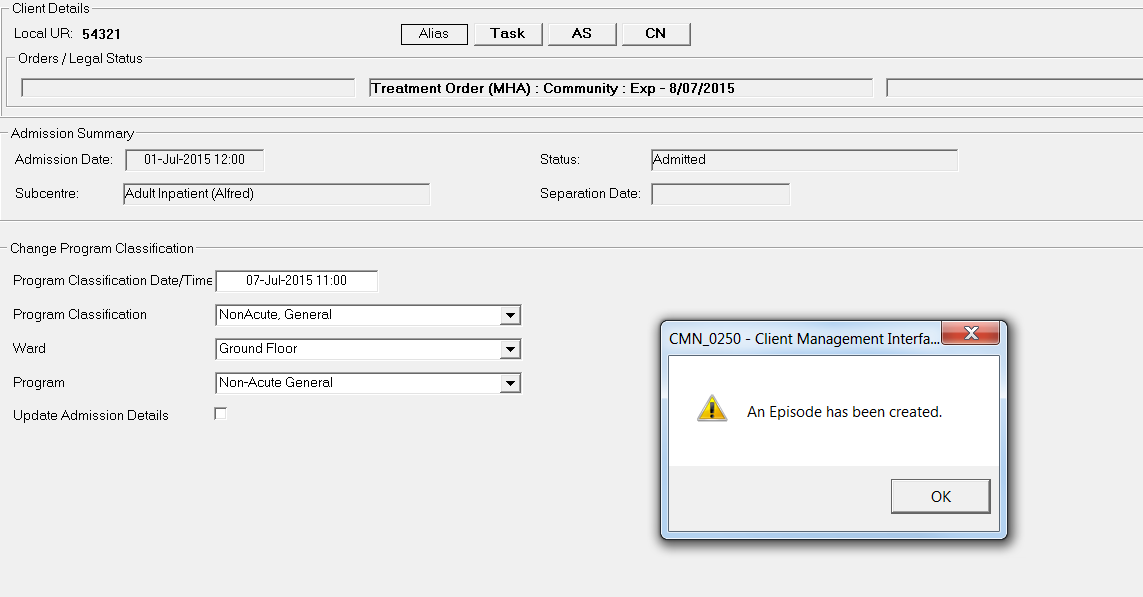 Client Details
Local UR: 54321 Alias Task AS CN
Orders / Legal Status
Treatment Order (MHA) : Community : Exp - 8/07/2015
Admission Summary
Admission Date: 01-Jul-2015 12:00 Status: Admitted
Subcentre: Adult Inpatient (Alfred) Separation Date:
Change Program Classification
Program Classification Date/Time 07-Jul-2015 11:00
Program Classification NonAcute, General
Ward Ground Floor
Program Non-Acute General
Update Admission Details
CMN_0250 - Client Management Interfa...
An Episode has been created.
OK